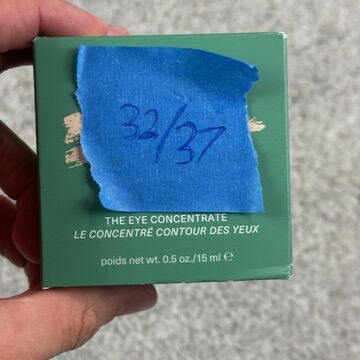 32/37
THE EYE CONCENTRATE
LE CONCENTRÉ CONTOUR DES YEUX
poids net wt. 0.5 oz./15 ml ℮